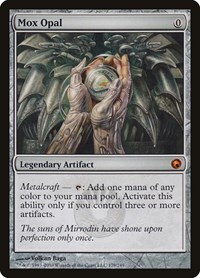 Mox Opal 0
Legendary Artifact
Metalcraft — : Add one mana of any
color to your mana pool. Activate this
ability only if you control three or more
artifacts.
The suns of Mirrodin have shone upon
perfection only once.
Volkan Baga